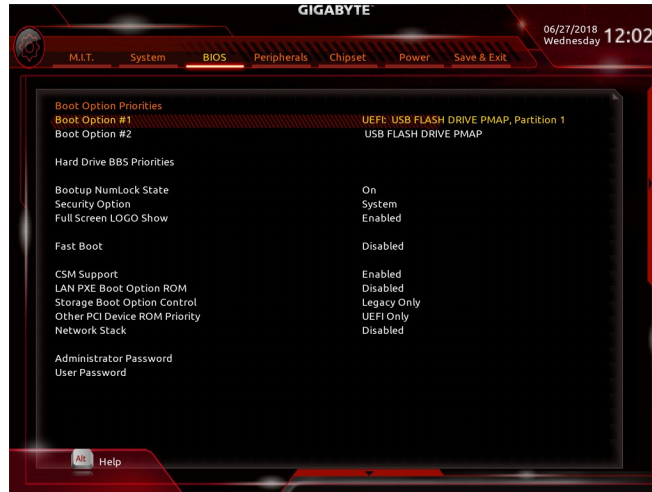 GIGABYTE
06/27/2018
Wednesday 12:02
M.I.T. System BIOS Peripherals Chipset Power Save & Exit
Boot Option Priorities
Boot Option #1 UEFI: USB FLASH DRIVE PMAP, Partition 1
Boot Option #2 USB FLASH DRIVE PMAP
Hard Drive BBS Priorities
Bootup NumLock State On
Security Option System
Full Screen LOGO Show Enabled
Fast Boot Disabled
CSM Support Enabled
LAN PXE Boot Option ROM Disabled
Storage Boot Option Control Legacy Only
Other PCI Device ROM Priority UEFI Only
Network Stack Disabled
Administrator Password
User Password
Alt Help